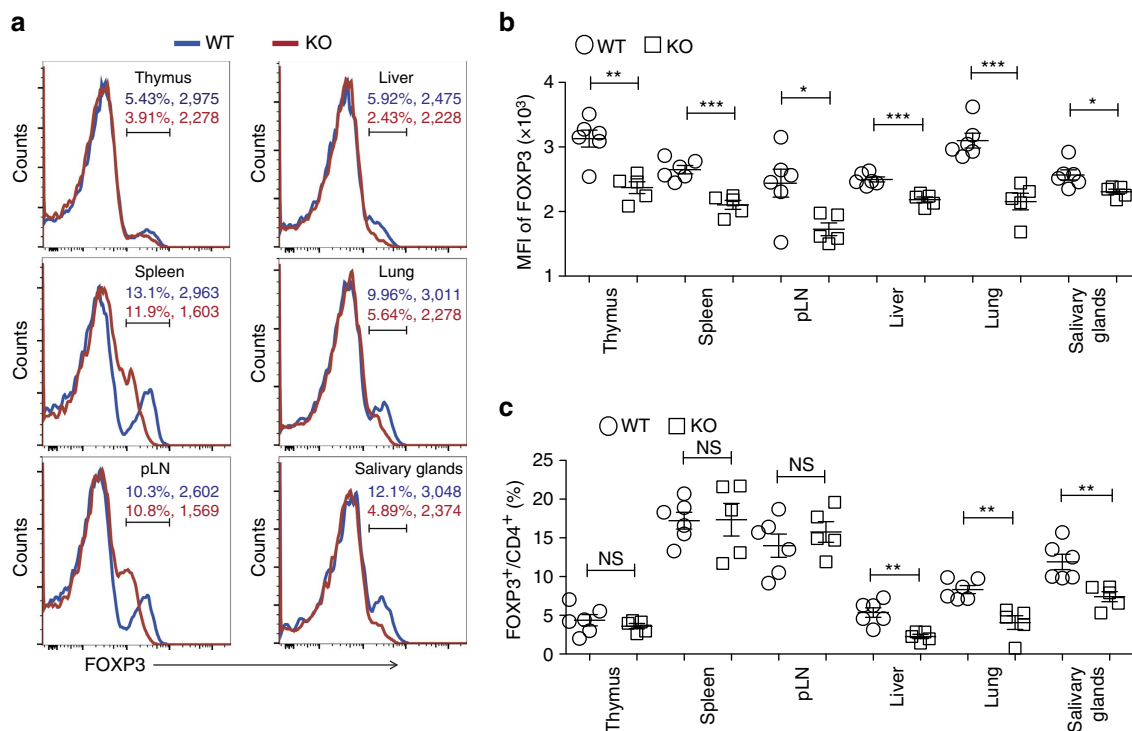 a
WT KO
Thymus
5.43%, 2,975
3.91%, 2,278
Counts
Liver
5.92%, 2,475
2.43%, 2,228
Counts
Spleen
13.1%, 2,963
11.9%, 1,603
Counts
Lung
9.96%, 3,011
5.64%, 2,278
Counts
pLN
10.3%, 2,602
10.8%, 1,569
Counts
Salivary glands
12.1%, 3,048
4.89%, 2,374
Counts
FOXP3
b
WT KO
MFI of FOXP3 (×10³)
4
3
2
1
** *** * *** *** *
Thymus
Spleen
pLN
Liver
Lung
Salivary
glands
c
WT KO
FOXP3⁺/CD4⁺ (%)
25
20
15
10
5
0
NS NS NS ** ** **
Thymus
Spleen
pLN
Liver
Lung
Salivary
glands